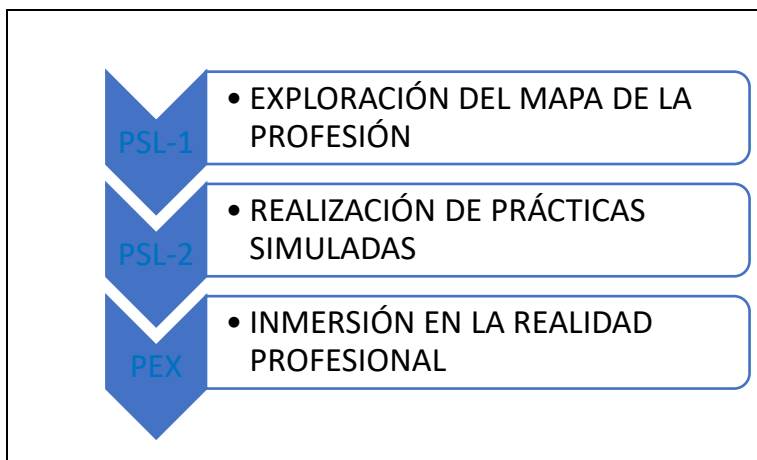 PSL-1
• EXPLORACIÓN DEL MAPA DE LA
PROFESIÓN
PSL-2
• REALIZACIÓN DE PRÁCTICAS
SIMULADAS
PEX
• INMERSIÓN EN LA REALIDAD
PROFESIONAL